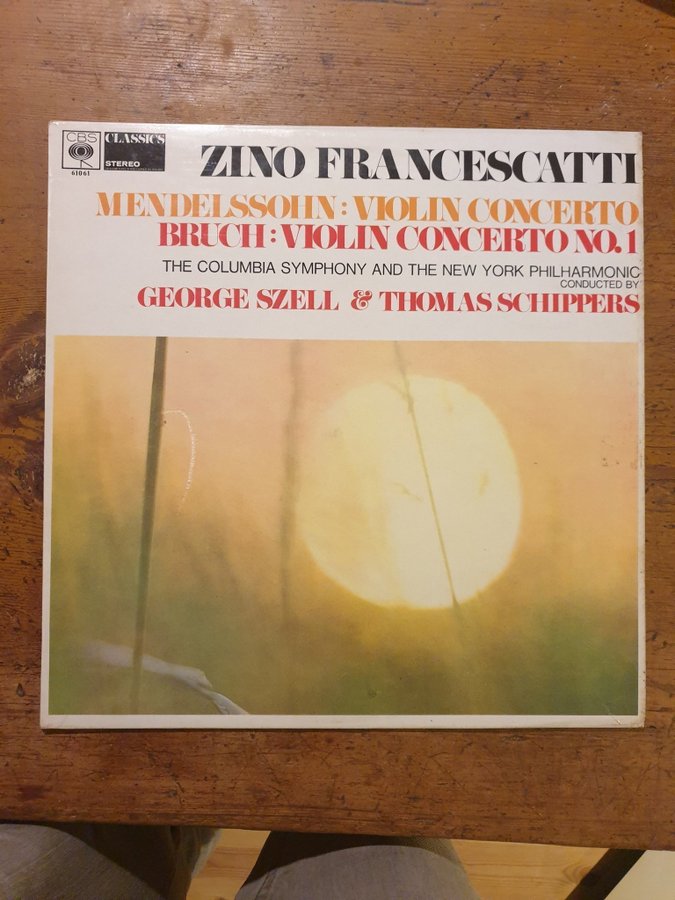 CBS
CLASSICS
STEREO
61061
ZINO FRANCESCATTI
MENDELSSOHN : VIOLIN CONCERTO
BRUCH : VIOLIN CONCERTO NO. 1
THE COLUMBIA SYMPHONY AND THE NEW YORK PHILHARMONIC
CONDUCTED BY
GEORGE SZELL & THOMAS SCHIPPERS